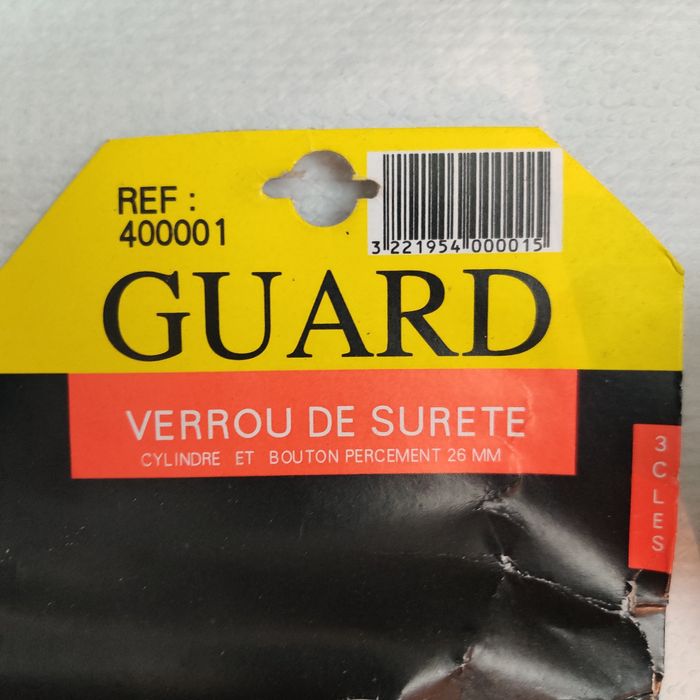 REF :
400001
3 221954 000015
GUARD
VERROU DE SURETE
CYLINDRE ET BOUTON PERCEMENT 26 MM
3 CLES